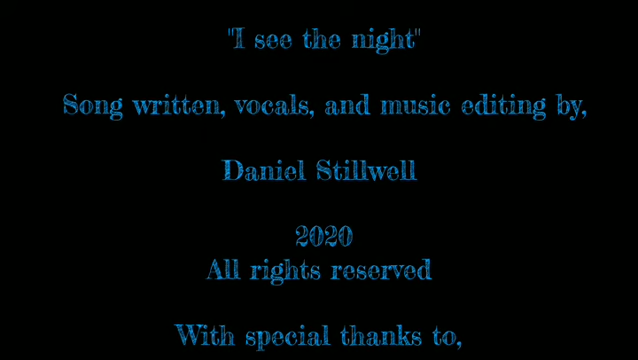 "I see the night"
Song written, vocals, and music editing by,
Daniel Stillwell
2020
All rights reserved
With special thanks to,